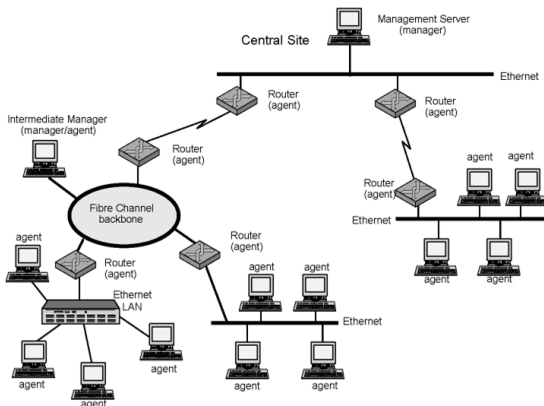 Management Server
(manager)
Central Site
Ethernet
Router
(agent)
Router
(agent)
Intermediate Manager
(manager/agent)
Router
(agent)
agent
agent
Router
(agent)
Fibre Channel
backbone
Ethernet
Router
(agent)
agent
Router
(agent)
agent
agent
agent
agent
Ethernet
LAN
Ethernet
agent
agent
agent
agent
agent
agent